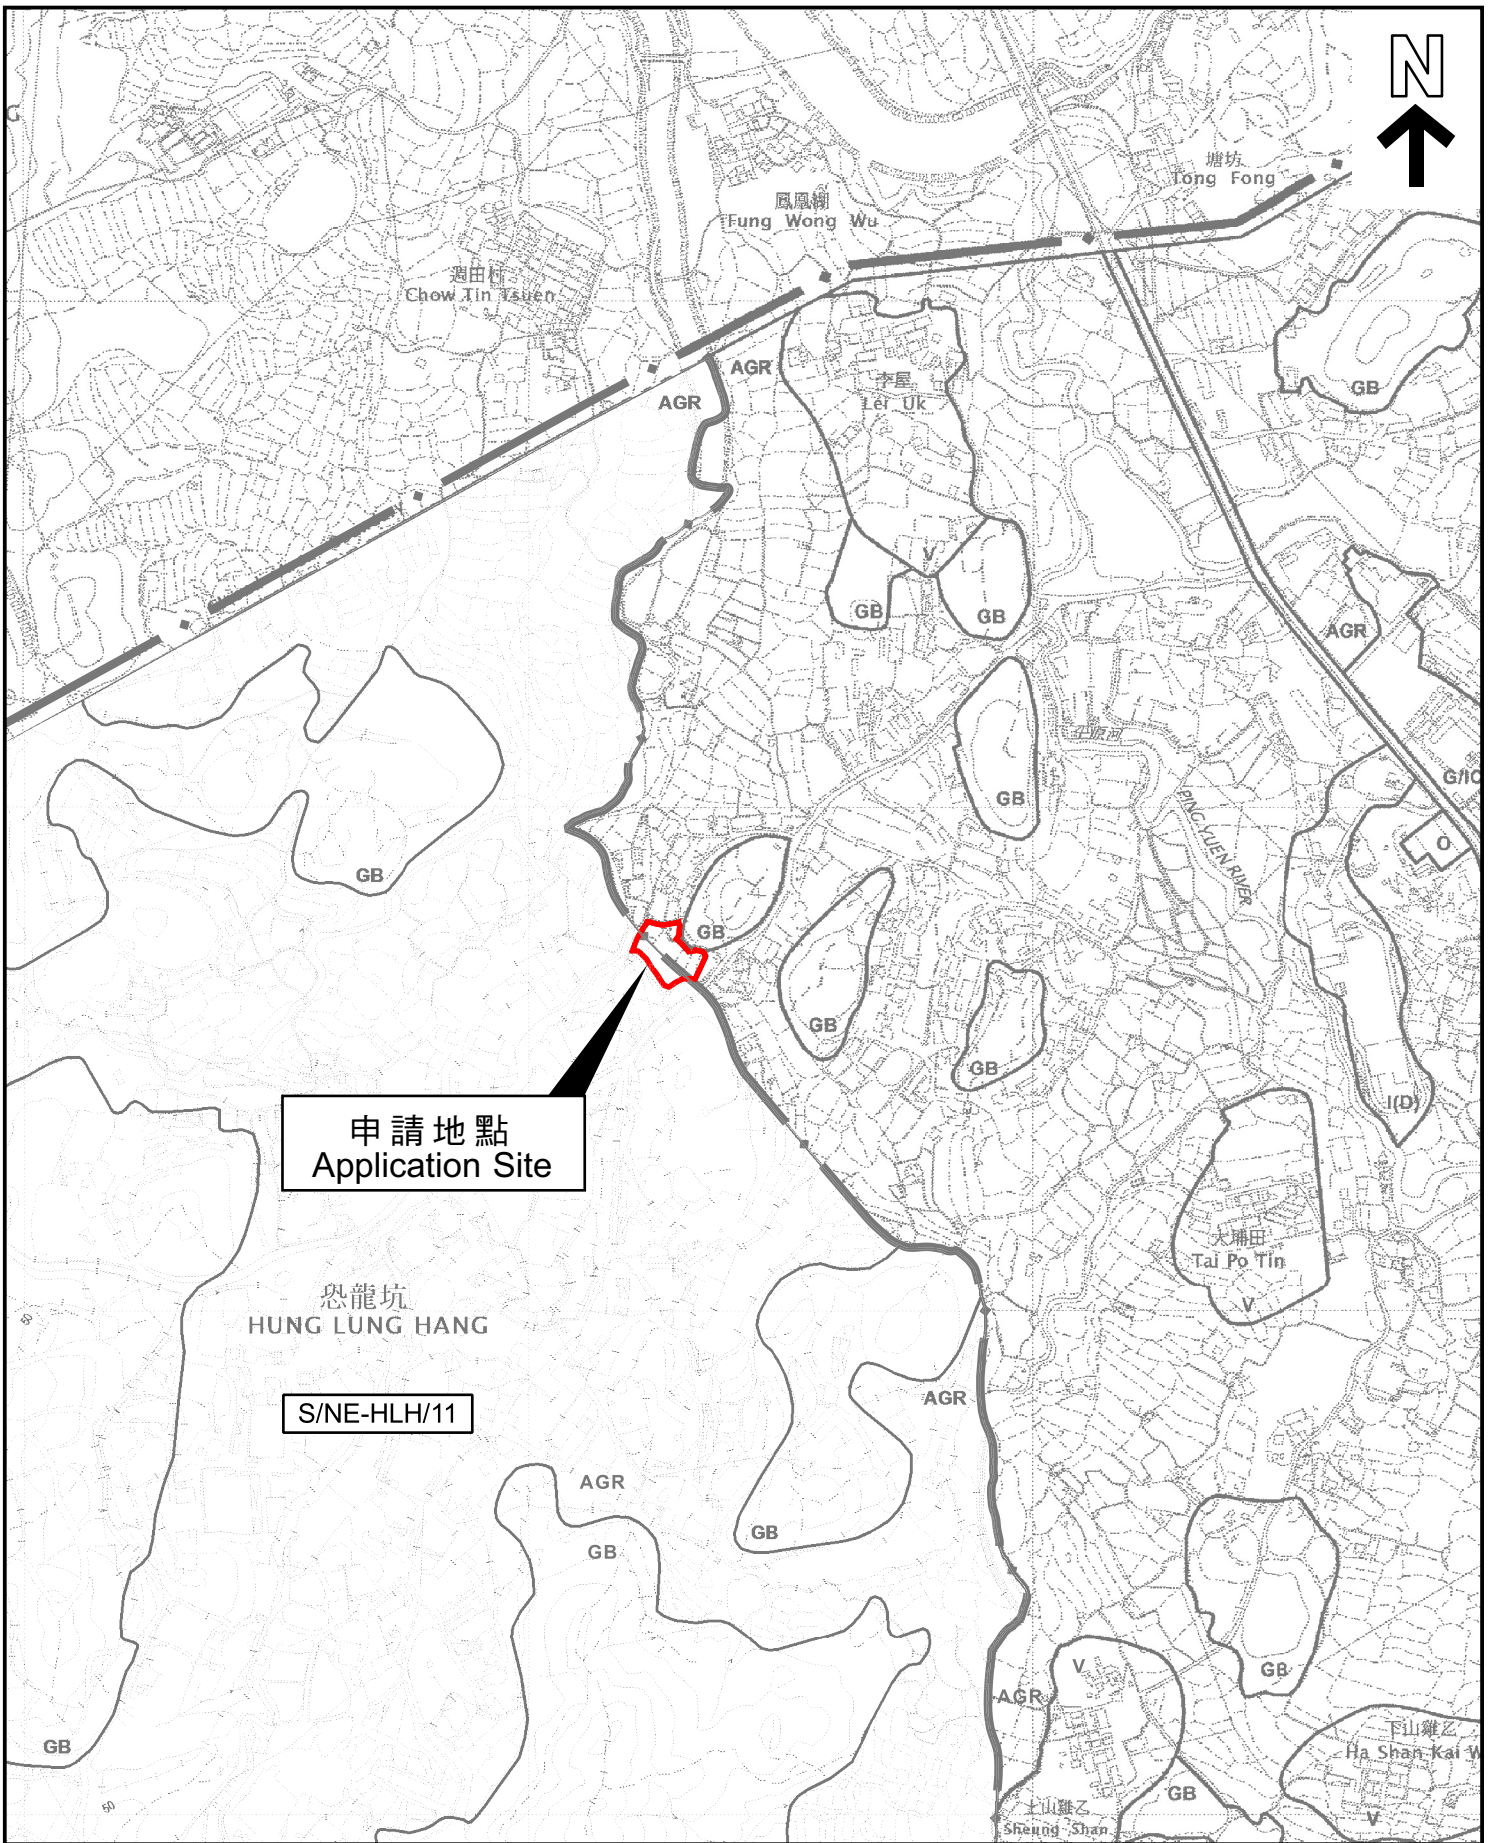 N
塘坊
Tong Fong
鳳凰湖
Fung Wong Wu
週田村
Chow Tin Tsuen
AGR
AGR
李屋
Lei Uk
GB
V
GB
GB
AGR
平原河
PING YUEN RIVER
G/IC
GB
O
GB
GB
GB
GB
GB
I(D)
申請地點
Application Site
大埔田
Tai Po Tin
V
恐龍坑
HUNG LUNG HANG
S/NE-HLH/11
AGR
AGR
GB
GB
50
V
GB
AGR
下山雞乙
Ha Shan Kai W
GB
GB
V
50
上山雞乙
Sheung Shan